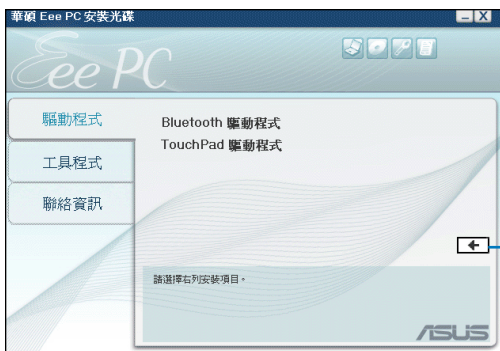 華碩 Eee PC 安裝光碟
Eee PC
驅動程式
工具程式
聯絡資訊
Bluetooth 驅動程式
TouchPad 驅動程式
請選擇右列安裝項目。
ASUS